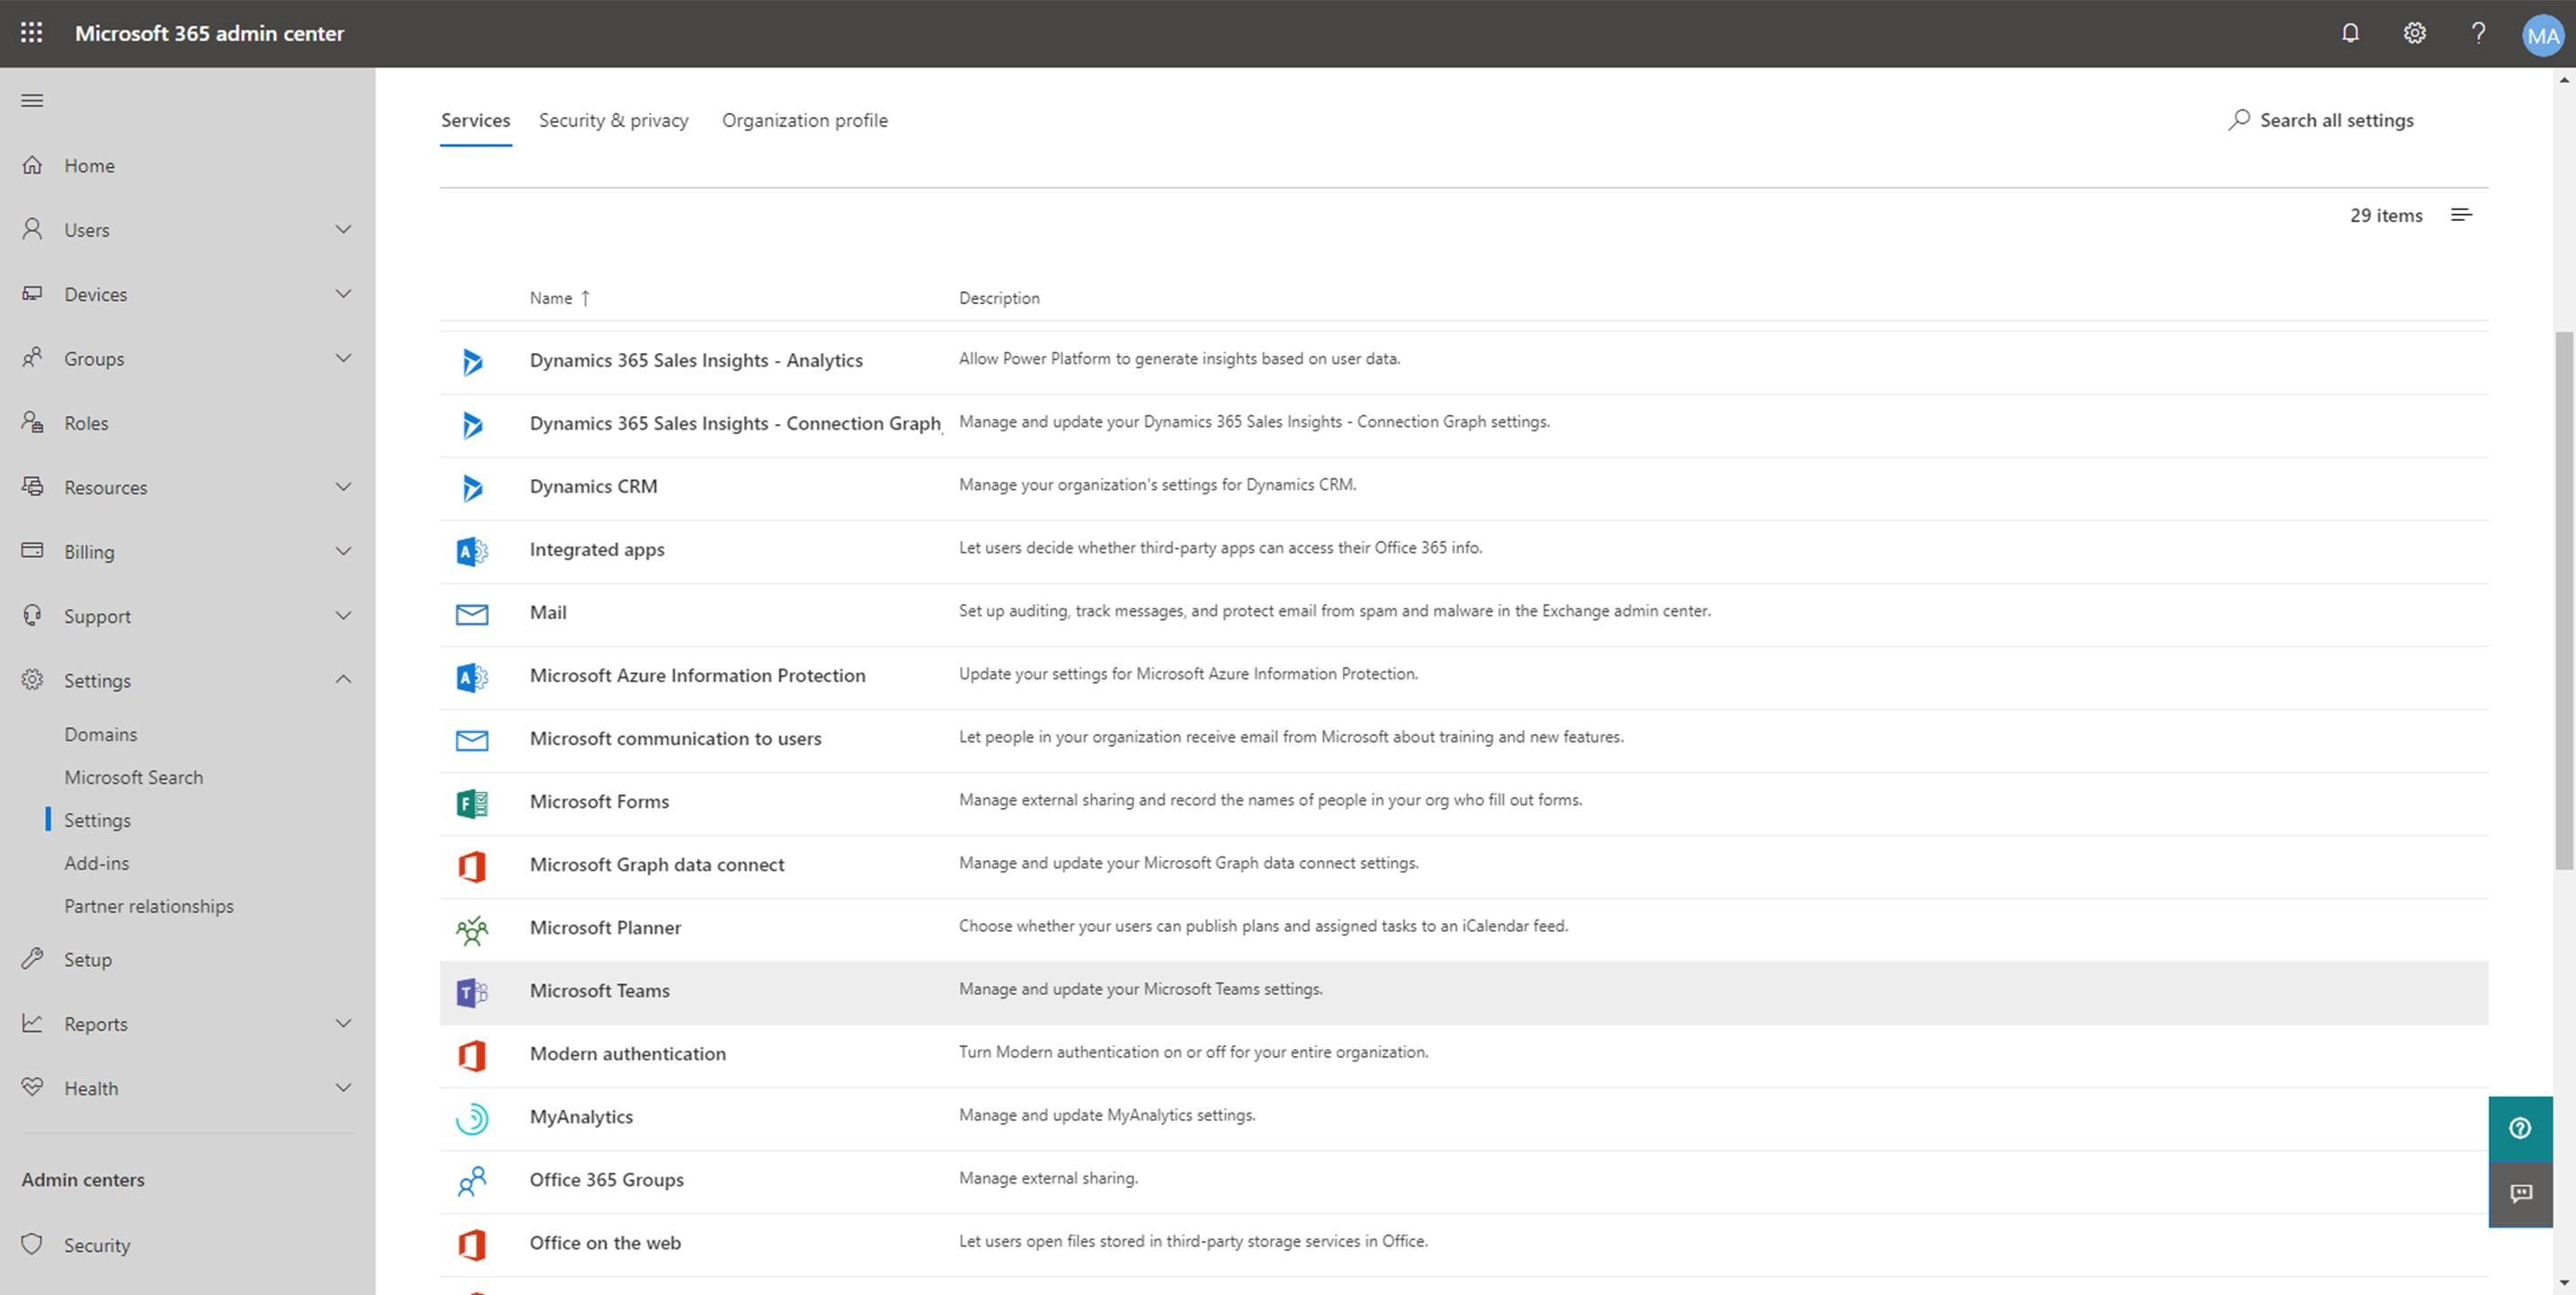 Microsoft 365 admin center
MA
Home
Users
Devices
Groups
Roles
Resources
Billing
Support
Settings
Domains
Microsoft Search
Settings
Add-ins
Partner relationships
Setup
Reports
Health
Admin centers
Security
Services Security & privacy Organization profile
Search all settings
29 items
Name ↑ Description
Dynamics 365 Sales Insights - Analytics Allow Power Platform to generate insights based on user data.
Dynamics 365 Sales Insights - Connection Graph Manage and update your Dynamics 365 Sales Insights - Connection Graph settings.
Dynamics CRM Manage your organization's settings for Dynamics CRM.
Integrated apps Let users decide whether third-party apps can access their Office 365 info.
Mail Set up auditing, track messages, and protect email from spam and malware in the Exchange admin center.
Microsoft Azure Information Protection Update your settings for Microsoft Azure Information Protection.
Microsoft communication to users Let people in your organization receive email from Microsoft about training and new features.
Microsoft Forms Manage external sharing and record the names of people in your org who fill out forms.
Microsoft Graph data connect Manage and update your Microsoft Graph data connect settings.
Microsoft Planner Choose whether your users can publish plans and assigned tasks to an iCalendar feed.
Microsoft Teams Manage and update your Microsoft Teams settings.
Modern authentication Turn Modern authentication on or off for your entire organization.
MyAnalytics Manage and update MyAnalytics settings.
Office 365 Groups Manage external sharing.
Office on the web Let users open files stored in third-party storage services in Office.